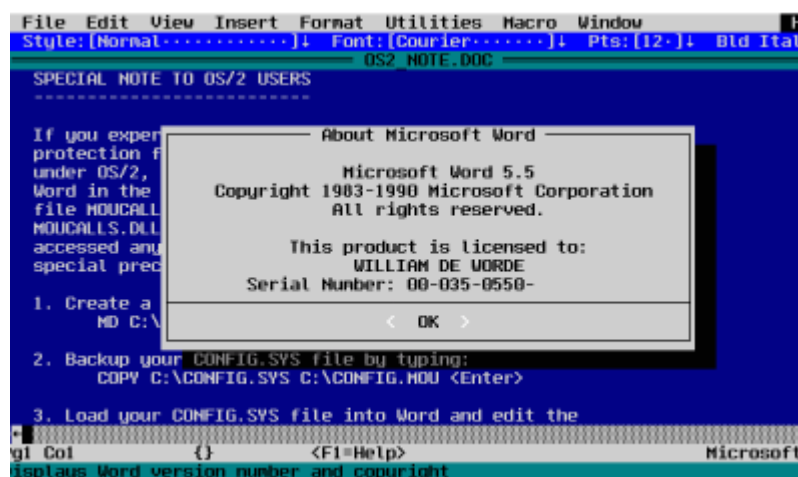 File Edit View Insert Format Utilities Macro Window H
Style:[Normal············]↓ Font:[Courier·······]↓ Pts:[12·]↓ Bld Ital
OS2_NOTE.DOC
SPECIAL NOTE TO OS/2 USERS
---------------------------
If you exper
protection f
under OS/2,
Word in the
file MOUCALL
MOUCALLS.DLL
accessed any
special prec
About Microsoft Word
Microsoft Word 5.5
Copyright 1983-1990 Microsoft Corporation
All rights reserved.
This product is licensed to:
WILLIAM DE WORDE
Serial Number: 00-035-0550-
< OK >
1. Create a
MD C:\
2. Backup your CONFIG.SYS file by typing:
COPY C:\CONFIG.SYS C:\CONFIG.MOU <Enter>
3. Load your CONFIG.SYS file into Word and edit the
g1 Co1 {} <F1=Help> Microsoft
isplays Word version number and copyright